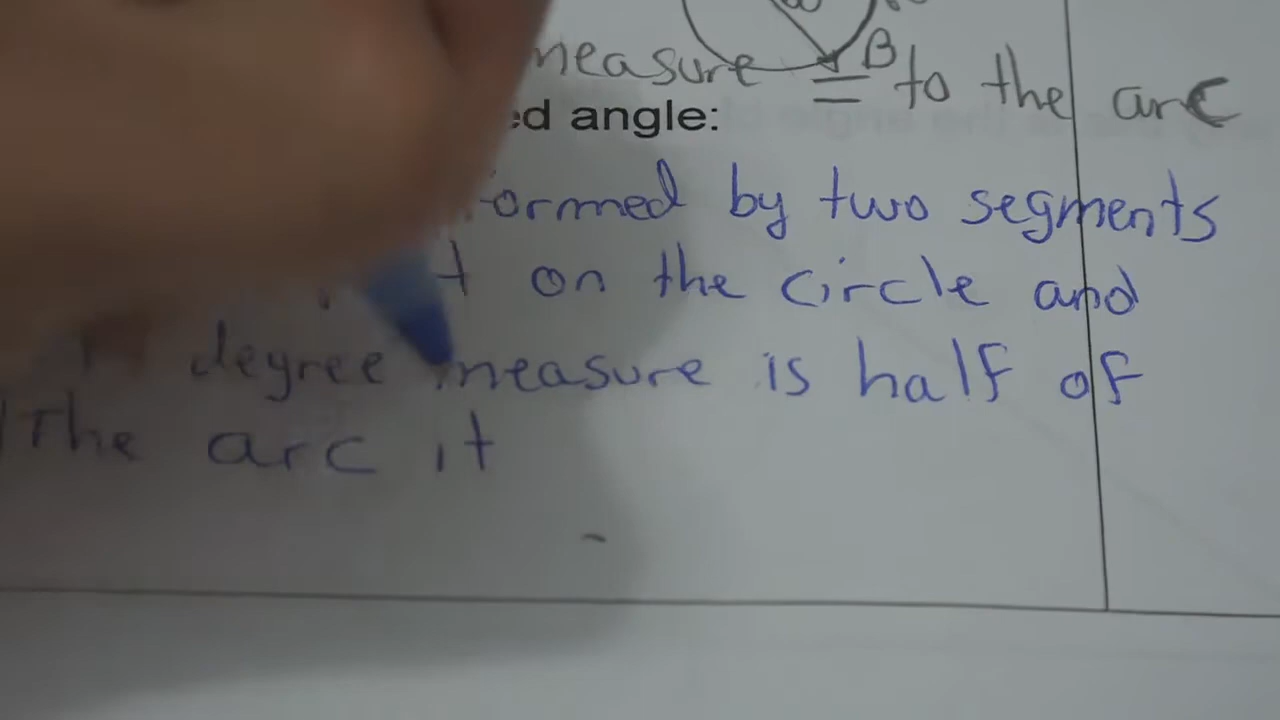 B
measure = to the arc
ed angle:
formed by two segments
on the circle and
degree measure is half of
The arc it